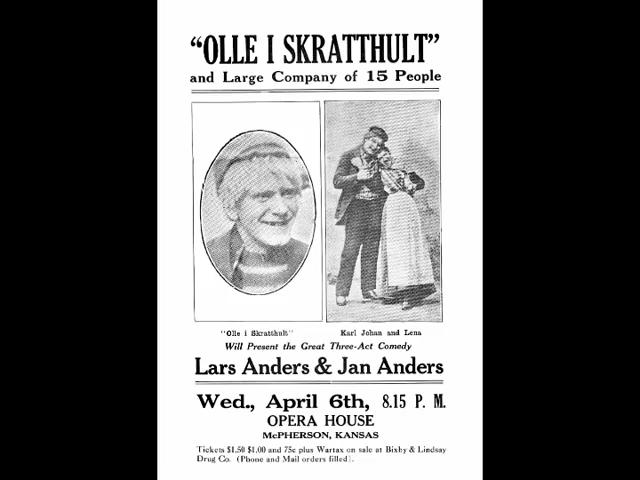 "OLLE I SKRATTHULT"
and Large Company of 15 People
"Olle i Skratthult"
Karl Johan and Lena
Will Present the Great Three-Act Comedy
Lars Anders & Jan Anders
Wed., April 6th, 8.15 P. M.
OPERA HOUSE
McPHERSON, KANSAS
Tickets $1.50 $1.00 and 75c plus Wartax on sale at Bixby & Lindsay
Drug Co. (Phone and Mail orders filled).